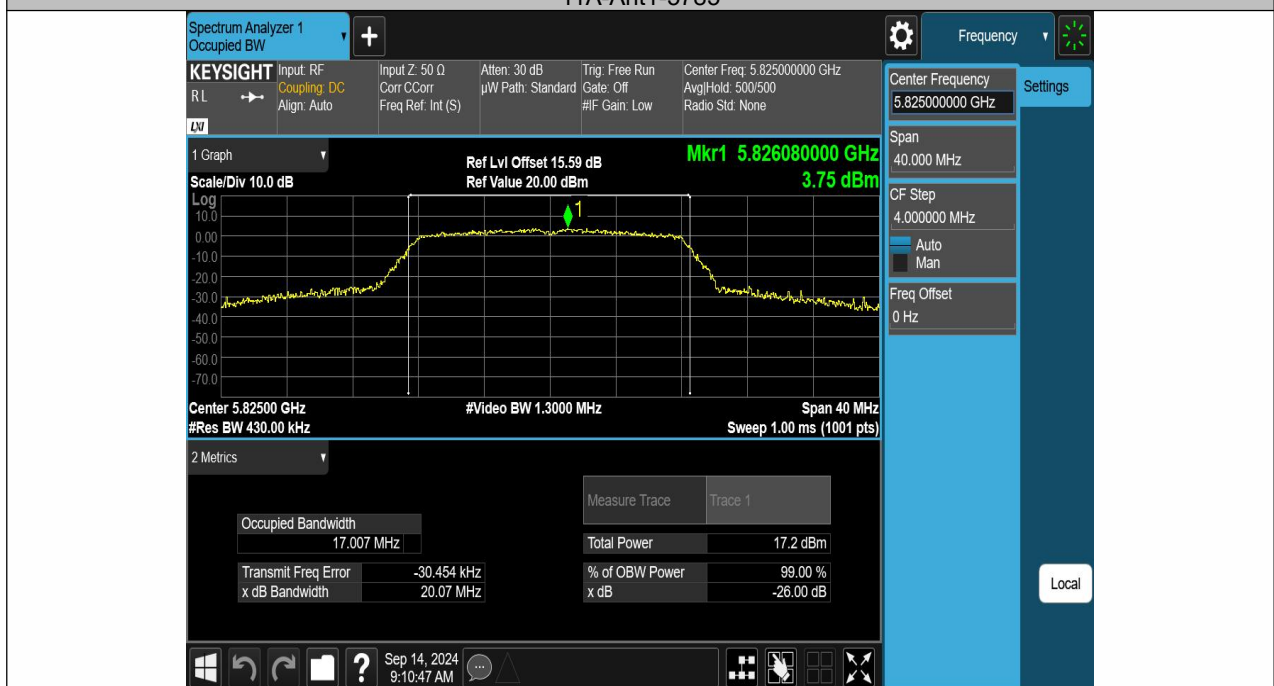 Spectrum Analyzer 1
Occupied BW
+
Frequency
KEYSIGHT
Input: RF
Input Z: 50 Ω
Atten: 30 dB
Trig: Free Run
Center Freq: 5.825000000 GHz
RL
Coupling: DC
Corr CCorr
µW Path: Standard
Gate: Off
Avg|Hold: 500/500
Align: Auto
Freq Ref: Int (S)
#IF Gain: Low
Radio Std: None
LXI
Center Frequency
5.825000000 GHz
Settings
Span
40.000 MHz
CF Step
4.000000 MHz
Auto
Man
Freq Offset
0 Hz
Local
1 Graph
Ref Lvl Offset 15.59 dB
Mkr1 5.826080000 GHz
Scale/Div 10.0 dB
Ref Value 20.00 dBm
3.75 dBm
Log
1
10.0
0.00
-10.0
-20.0
-30.0
-40.0
-50.0
-60.0
-70.0
Center 5.82500 GHz
#Video BW 1.3000 MHz
Span 40 MHz
#Res BW 430.00 kHz
Sweep 1.00 ms (1001 pts)
2 Metrics
Measure Trace
Trace 1
Occupied Bandwidth
17.007 MHz
Total Power
17.2 dBm
Transmit Freq Error
-30.454 kHz
% of OBW Power
99.00 %
x dB Bandwidth
20.07 MHz
x dB
-26.00 dB
?
Sep 14, 2024
9:10:47 AM